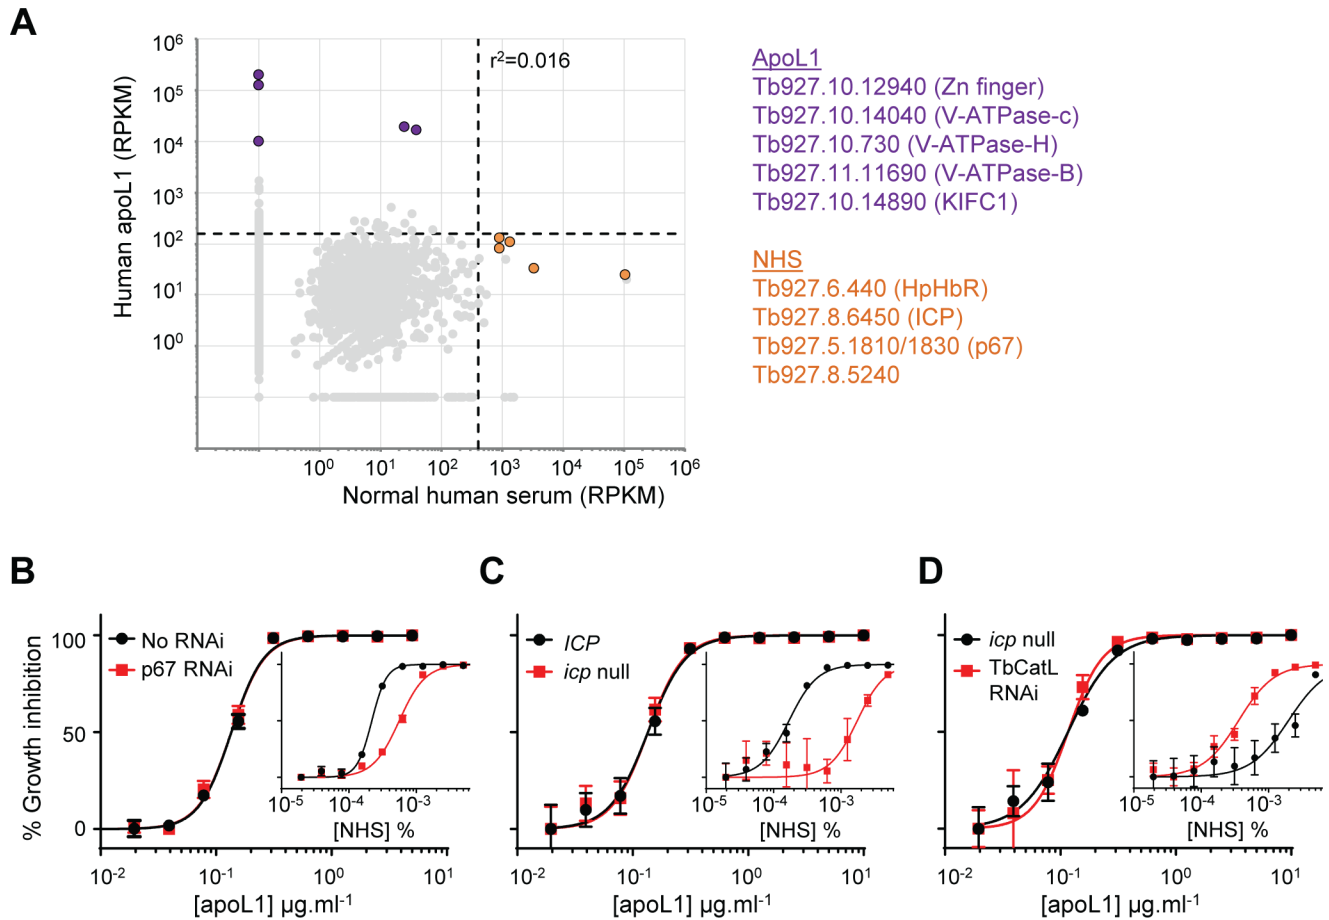 A
10⁶
10⁵
10⁴
10³
10²
10¹
10⁰
Human apoL1 (RPKM)
r²=0.016
10⁰ 10¹ 10² 10³ 10⁴ 10⁵ 10⁶
Normal human serum (RPKM)
ApoL1
Tb927.10.12940 (Zn finger)
Tb927.10.14040 (V-ATPase-c)
Tb927.10.730 (V-ATPase-H)
Tb927.11.11690 (V-ATPase-B)
Tb927.10.14890 (KIFC1)
NHS
Tb927.6.440 (HpHbR)
Tb927.8.6450 (ICP)
Tb927.5.1810/1830 (p67)
Tb927.8.5240
B
% Growth inhibition
100
50
0
No RNAi
p67 RNAi
10⁻⁵ 10⁻⁴ 10⁻³
[NHS] %
10⁻² 10⁻¹ 10⁰ 10¹
[apoL1] µg.ml⁻¹
C
ICP
icp null
10⁻⁵ 10⁻⁴ 10⁻³
[NHS] %
10⁻² 10⁻¹ 10⁰ 10¹
[apoL1] µg.ml⁻¹
D
icp null
TbCatL
RNAi
10⁻⁵ 10⁻⁴ 10⁻³
[NHS] %
10⁻² 10⁻¹ 10⁰ 10¹
[apoL1] µg.ml⁻¹